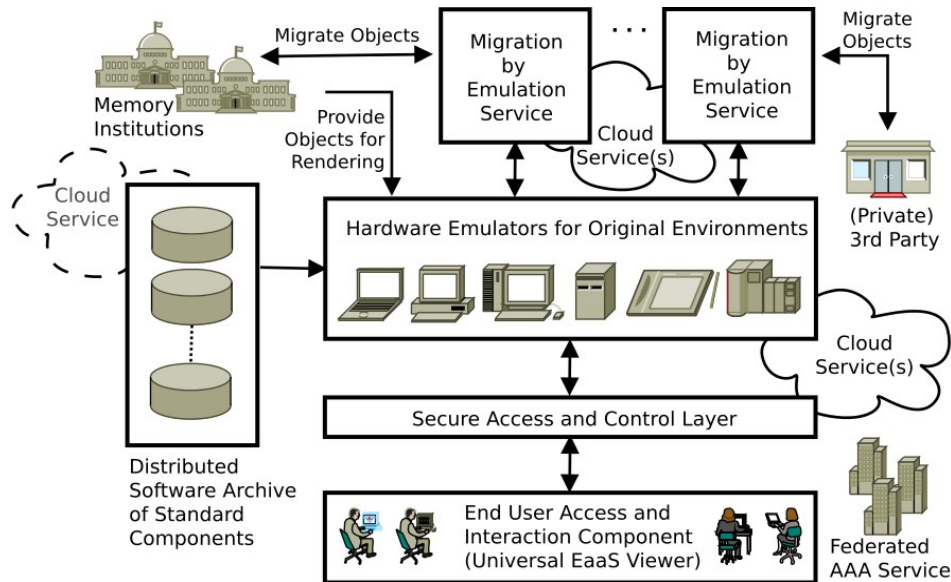 Migrate Objects
Migration
by
Emulation
Service
. . .
Migration
by
Emulation
Service
Migrate
Objects
Memory
Institutions
Provide
Objects for
Rendering
Cloud
Service(s)
Cloud
Service
(Private)
3rd Party
Hardware Emulators for Original Environments
Cloud
Service(s)
Secure Access and Control Layer
Distributed
Software Archive
of Standard
Components
End User Access and
Interaction Component
(Universal EaaS Viewer)
Federated
AAA Service